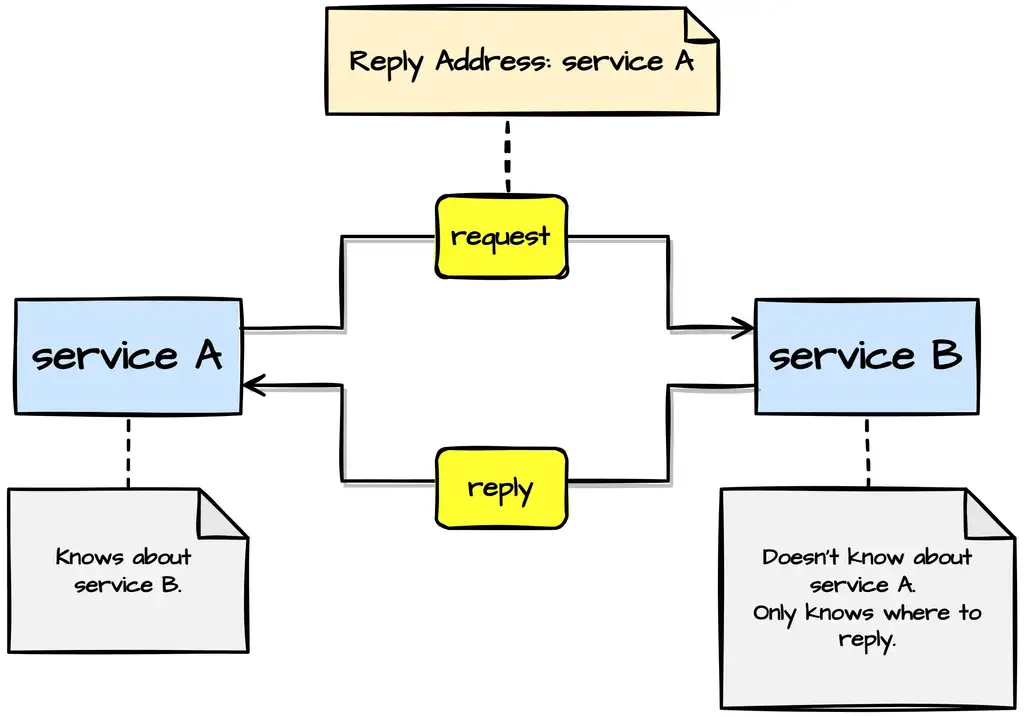 Reply Address: service A
request
service A
service B
reply
Knows about
service B.
Doesn't know about
service A.
Only knows where to
reply.